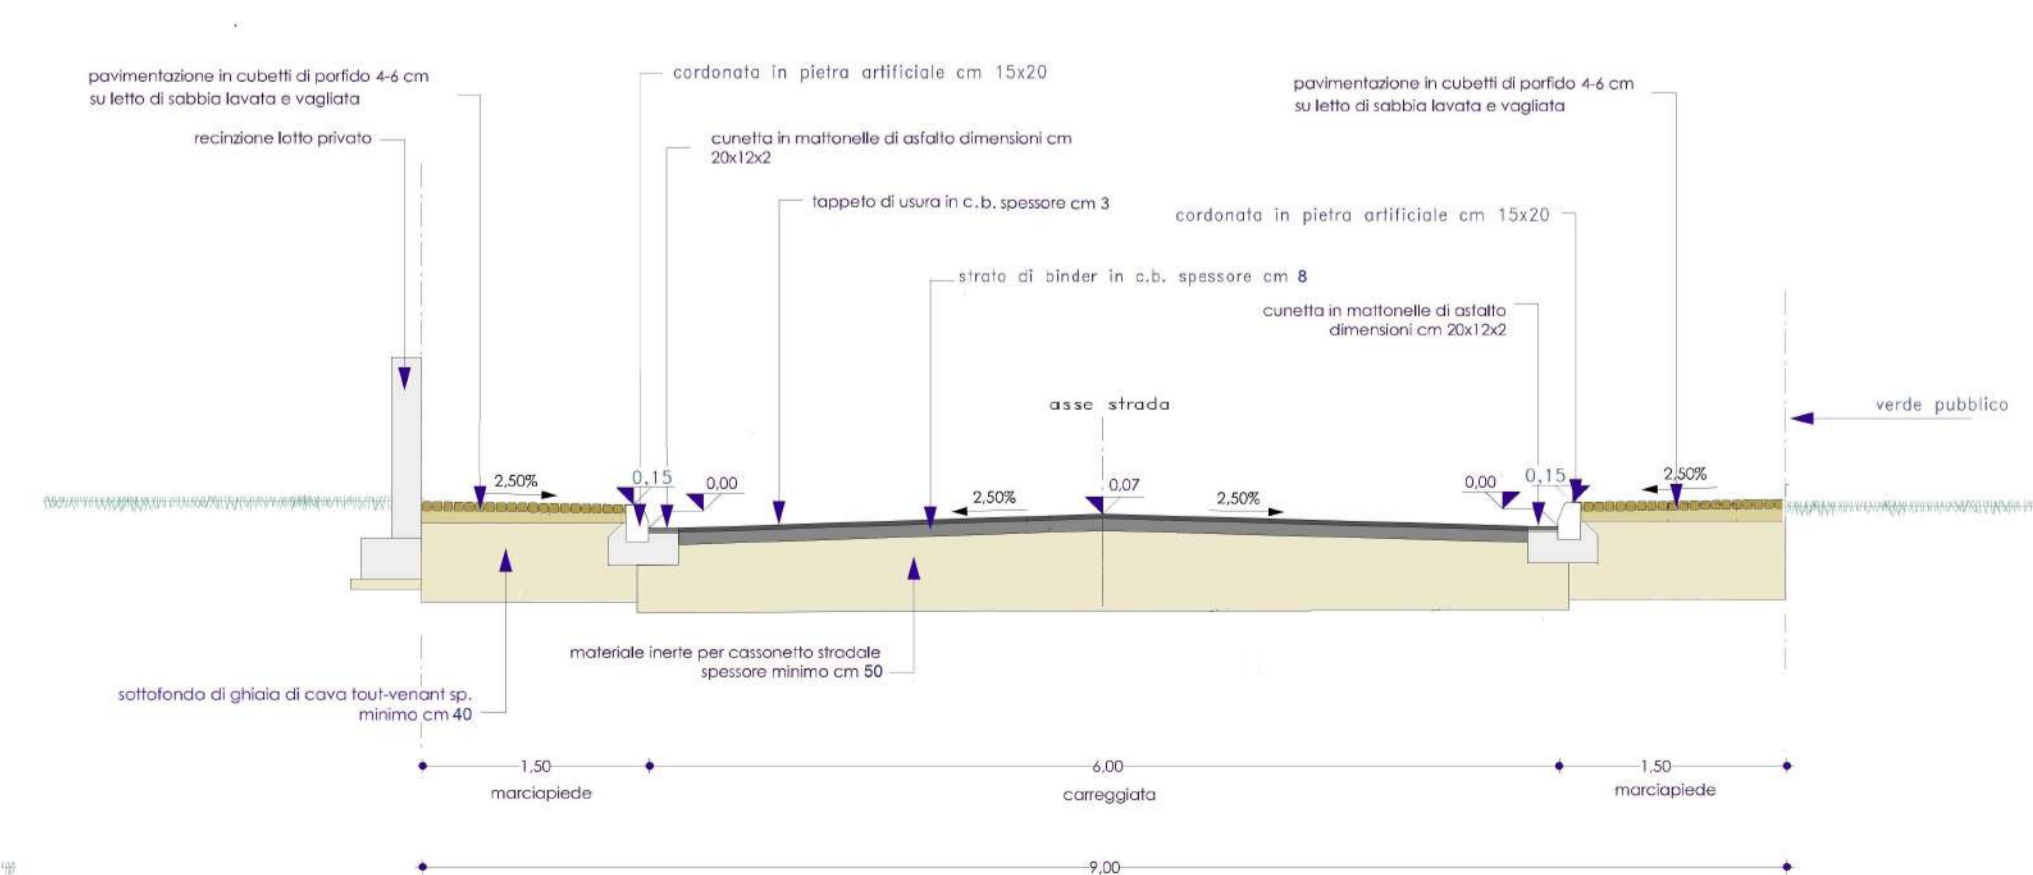 pavimentazione in cubetti di porfido 4-6 cm
su letto di sabbia lavata e vagliata
recinzione lotto privato
cordonata in pietra artificiale cm 15x20
cunetta in mattonelle di asfalto dimensioni cm
20x12x2
tappeto di usura in c.b. spessore cm 3
strato di binder in c.b. spessore cm 8
pavimentazione in cubetti di porfido 4-6 cm
su letto di sabbia lavata e vagliata
cordonata in pietra artificiale cm 15x20
cunetta in mattonelle di asfalto
dimensioni cm 20x12x2
asse strada
verde pubblico
2,50%
0,15
0,00
2,50%
0,07
2,50%
0,00
0,15
2,50%
materiale inerte per cassonetto stradale
spessore minimo cm 50
sottofondo di ghiaia di cava tout-venant sp.
minimo cm 40
1,50
6,00
1,50
marciapiede
carreggiata
marciapiede
9,00